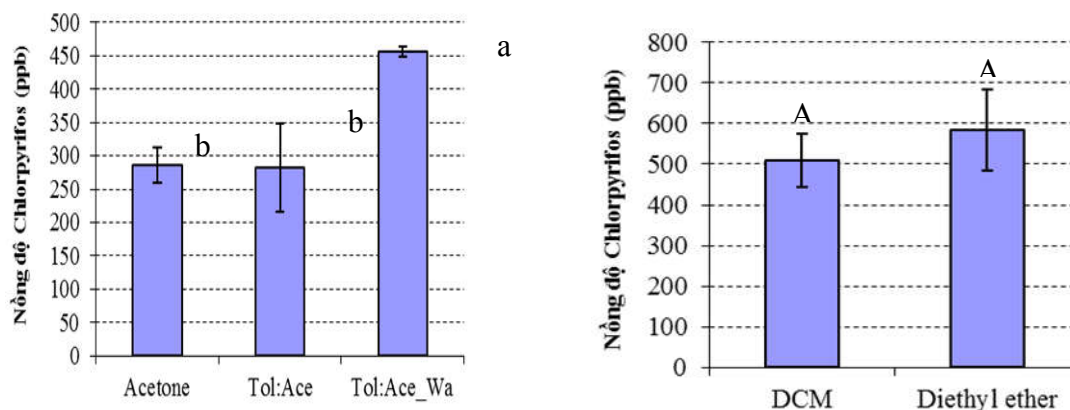 Nồng độ Chlorpyrifos (ppb)
500
450
400
350
300
250
200
150
100
50
0
a
b
b
Acetone
Tol:Ace
Tol:Ace_Wa
Nồng độ Chlorpyrifos (ppb)
800
700
600
500
400
300
200
100
0
A
A
DCM
Diethyl ether